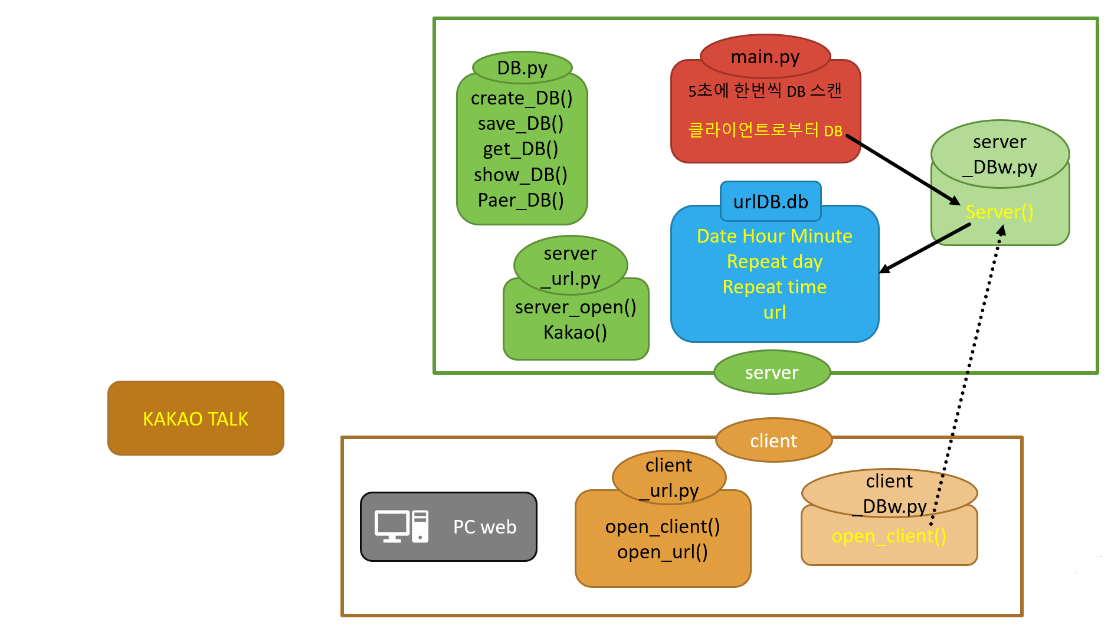 DB.py
create_DB()
save_DB()
get_DB()
show_DB()
Paer_DB()
main.py
5초에 한번씩 DB 스캔
클라이언트로부터 DB
server
_DBw.py
Server()
urlDB.db
Date Hour Minute
Repeat day
Repeat time
url
server
_url.py
server_open()
Kakao()
server
KAKAO TALK
client
PC web
client
_url.py
open_client()
open_url()
client
_DBw.py
open_client()